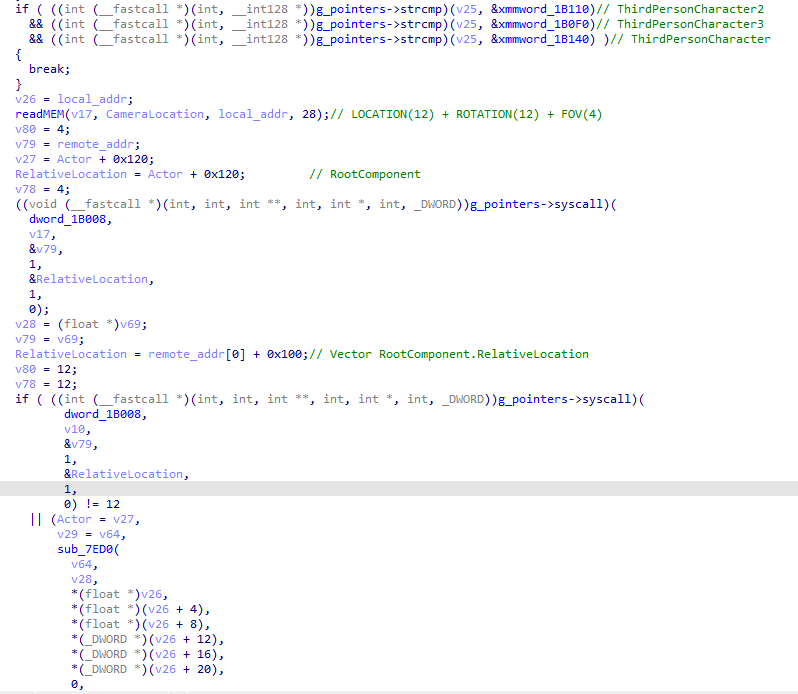 if ( ((int (__fastcall *)(int, __int128 *))g_pointers->strcmp)(v25, &xmmword_1B110)// ThirdPersonCharacter2
&& ((int (__fastcall *)(int, __int128 *))g_pointers->strcmp)(v25, &xmmword_1B0F0)// ThirdPersonCharacter3
&& ((int (__fastcall *)(int, __int128 *))g_pointers->strcmp)(v25, &xmmword_1B140) )// ThirdPersonCharacter
{
break;
}
v26 = local_addr;
readMEM(v17, CameraLocation, local_addr, 28);// LOCATION(12) + ROTATION(12) + FOV(4)
v80 = 4;
v79 = remote_addr;
v27 = Actor + 0x120;
RelativeLocation = Actor + 0x120; // RootComponent
v78 = 4;
((void (__fastcall *)(int, int, int **, int, int *, int, _DWORD))g_pointers->syscall)(
dword_1B008,
v17,
&v79,
1,
&RelativeLocation,
1,
0);
v28 = (float *)v69;
v79 = v69;
RelativeLocation = remote_addr[0] + 0x100;// Vector RootComponent.RelativeLocation
v80 = 12;
v78 = 12;
if ( ((int (__fastcall *)(int, int, int **, int, int *, int, _DWORD))g_pointers->syscall)(
dword_1B008,
v10,
&v79,
1,
&RelativeLocation,
1,
0) != 12
|| (Actor = v27,
v29 = v64,
sub_7ED0(
v64,
v28,
*(float *)v26,
*(float *)(v26 + 4),
*(float *)(v26 + 8),
*(_DWORD *)(v26 + 12),
*(_DWORD *)(v26 + 16),
*(_DWORD *)(v26 + 20),
0,